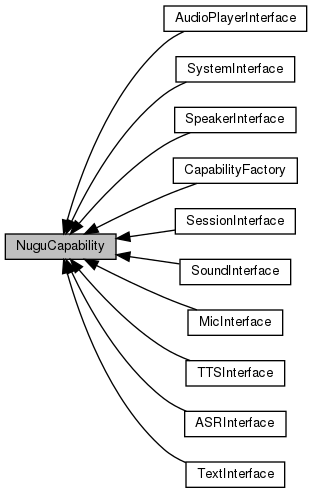 AudioPlayerInterface
SystemInterface
SpeakerInterface
CapabilityFactory
SessionInterface
NuguCapability
SoundInterface
MicInterface
TTSInterface
ASRInterface
TextInterface